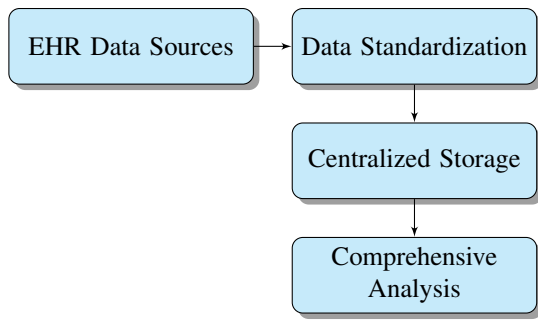 EHR Data Sources
Data Standardization
Centralized Storage
Comprehensive
Analysis